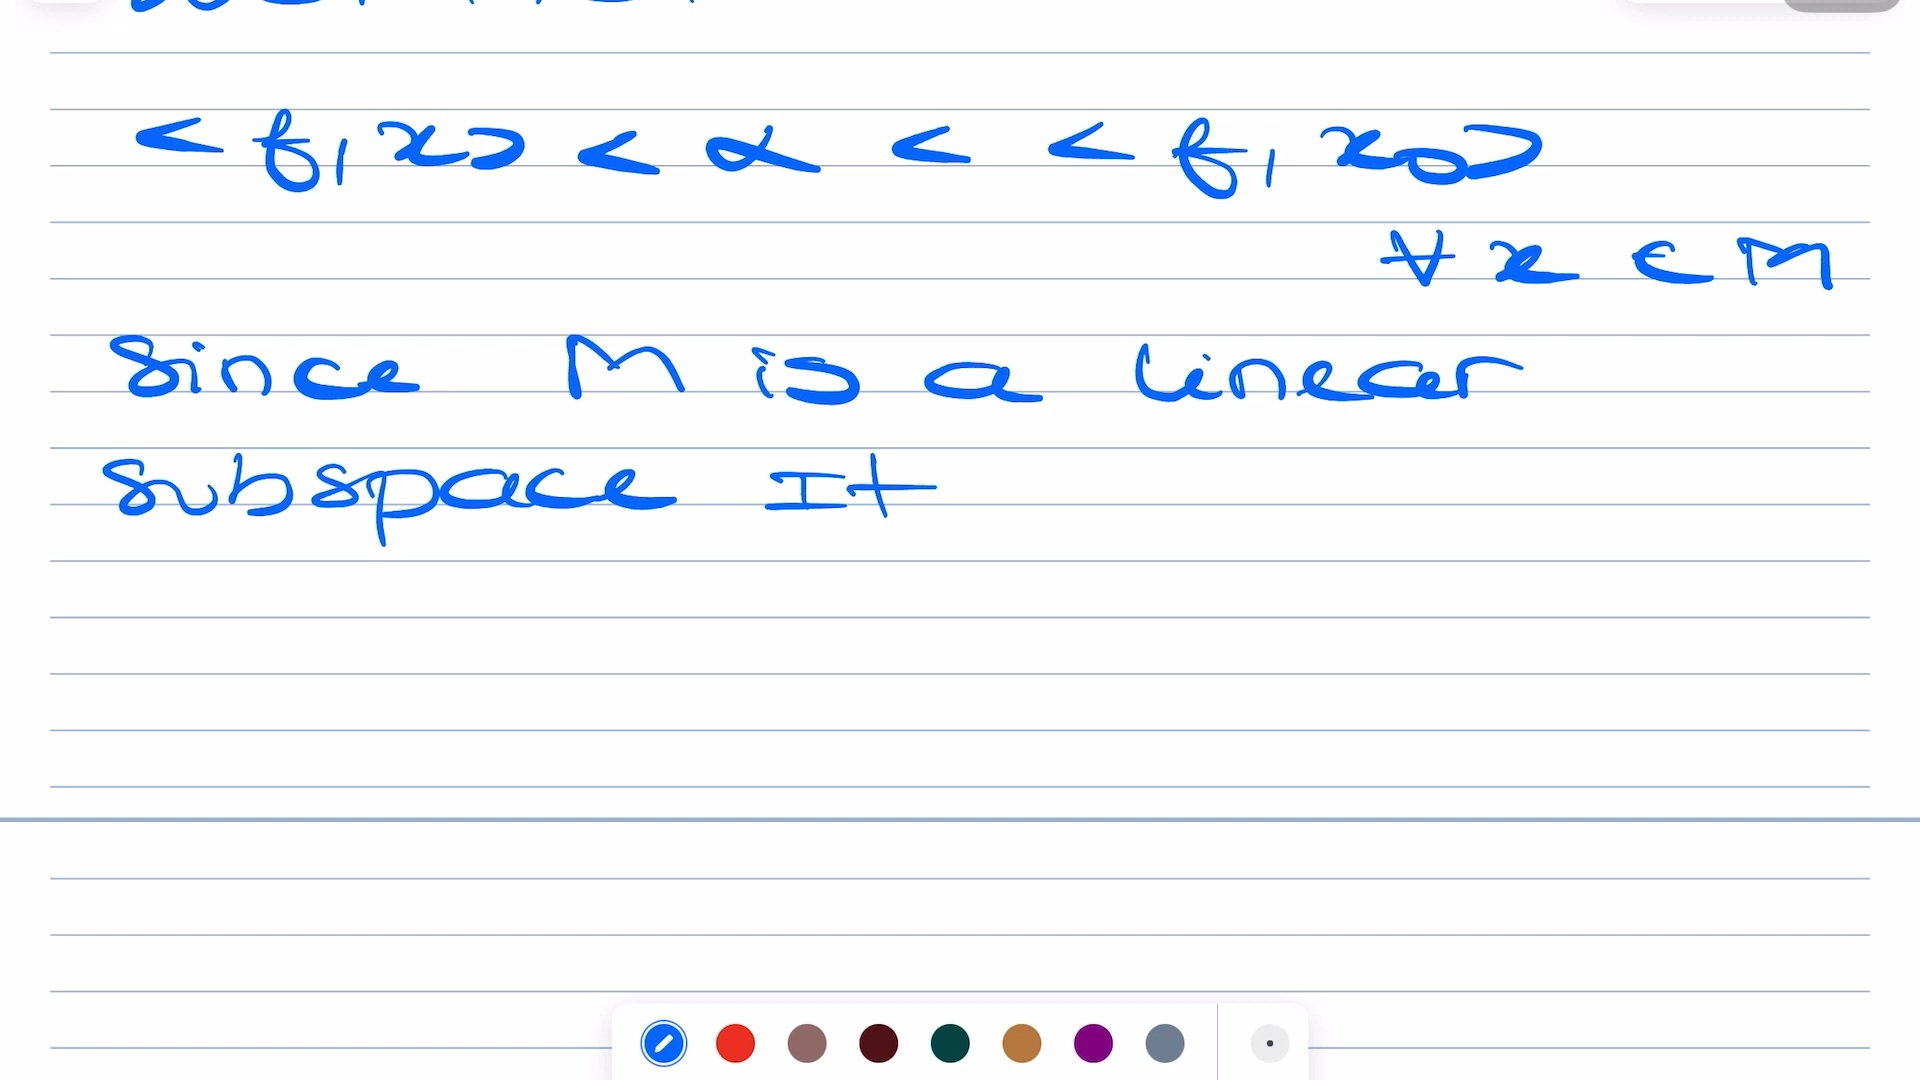 < f, x > < α < < f, x0 >
∀ x ∈ M
Since M is a linear
subspace It